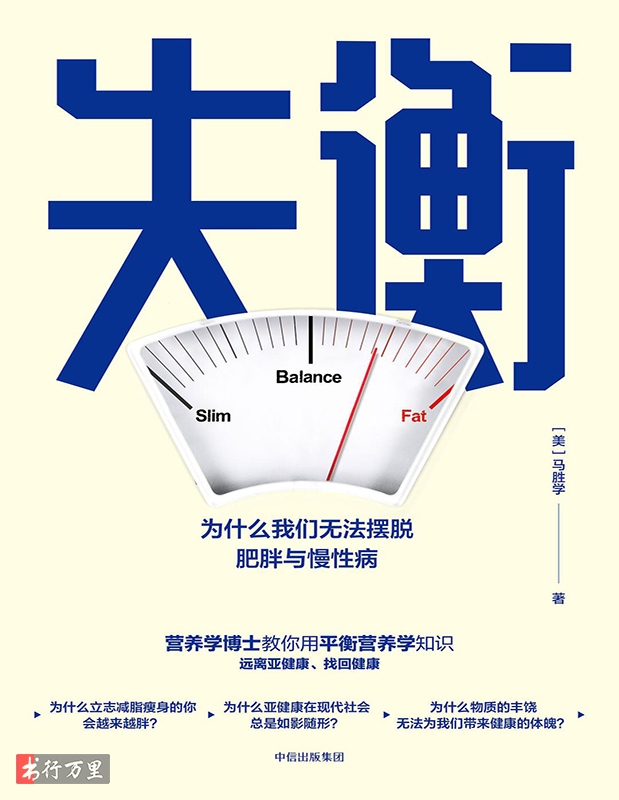 失衡
Balance
Slim
Fat
[美]马胜学
著
为什么我们无法摆脱
肥胖与慢性病
营养学博士教你用平衡营养学知识
远离亚健康、找回健康
为什么立志减脂瘦身的你
会越来越胖?
为什么亚健康在现代社会
总是如影随形?
为什么物质的丰饶
无法为我们带来健康的体魄?
中信出版集团
书行万里